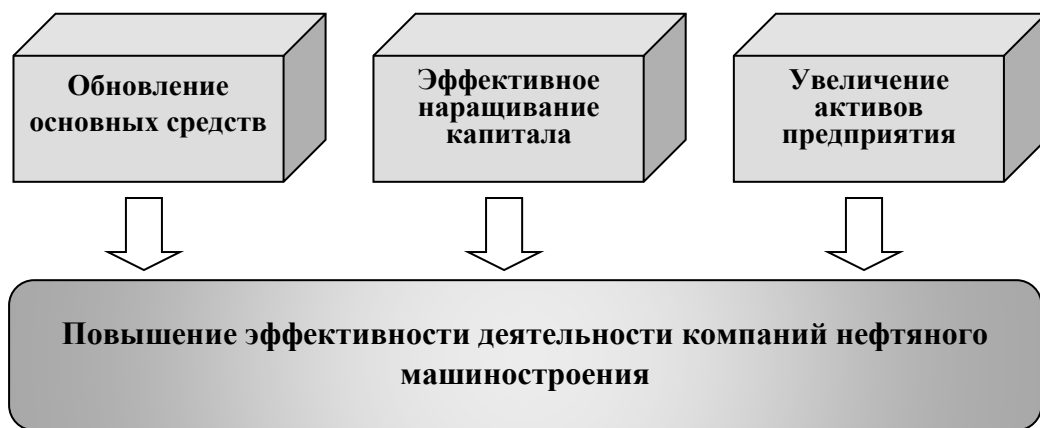 Обновление
основных средств
Эффективное
наращивание
капитала
Увеличение
активов
предприятия
Повышение эффективности деятельности компаний нефтяного
машиностроения